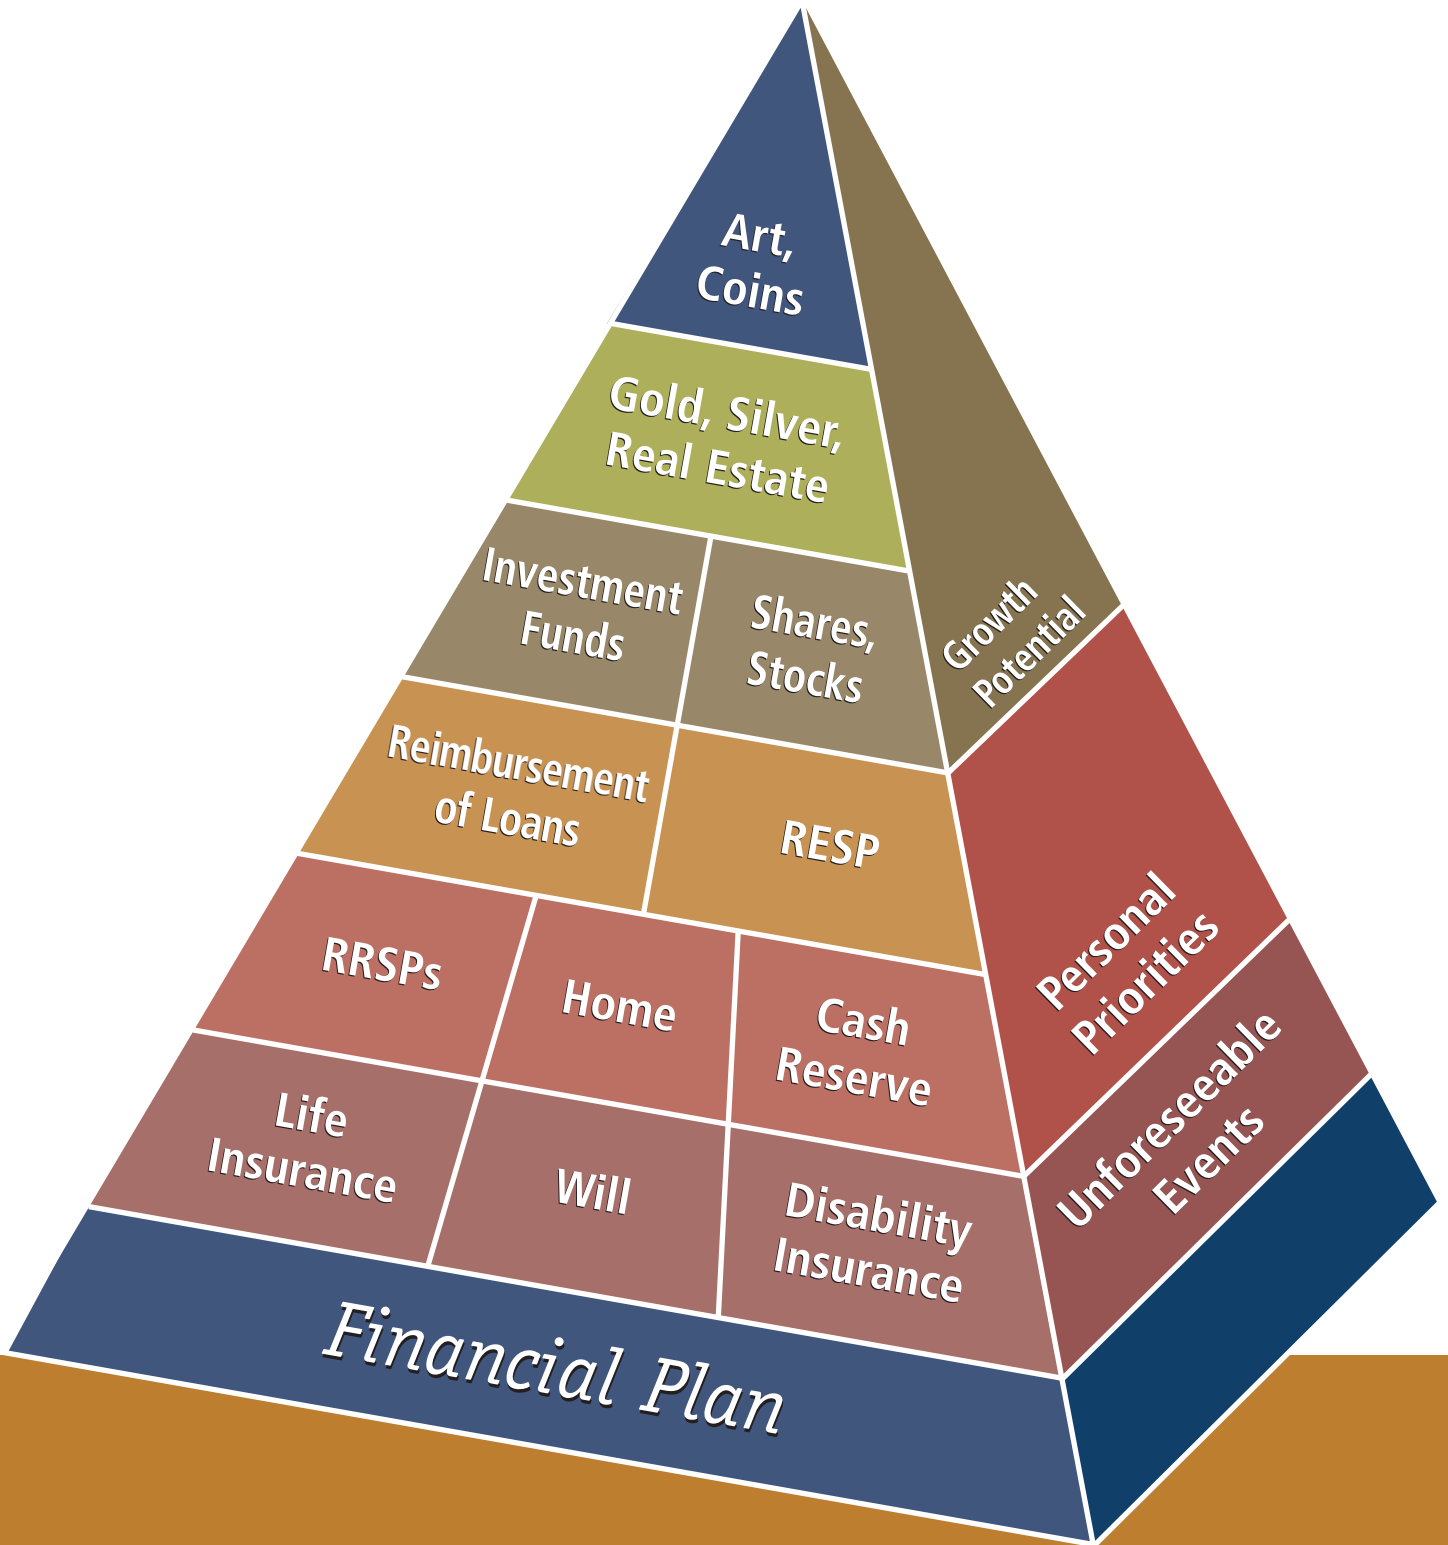 Art,
Coins
Gold, Silver,
Real Estate
Investment
Funds
Shares,
Stocks
Growth
Potential
Reimbursement
of Loans
RESP
RRSPs
Home
Cash
Reserve
Personal
Priorities
Life
Insurance
Will
Disability
Insurance
Unforeseeable
Events
Financial Plan